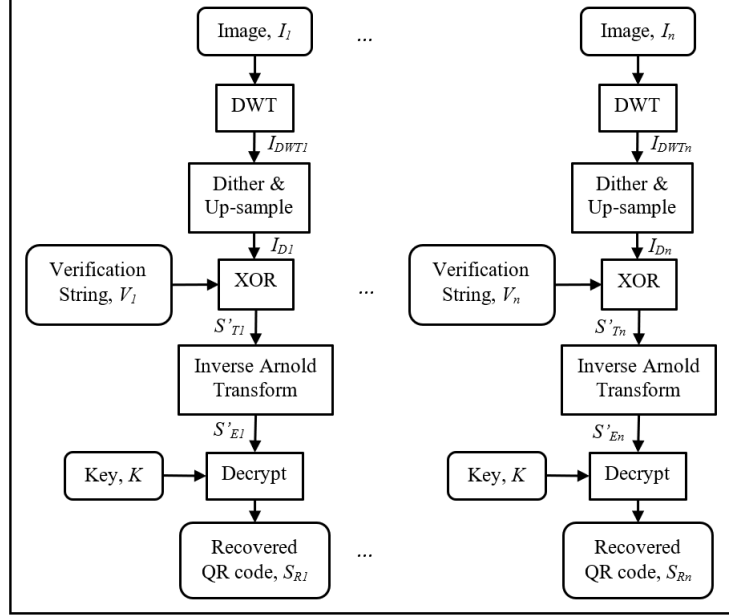 Image, I1
...
Image, In
DWT
DWT
IDWT1
IDWTn
Dither &
Up-sample
Dither &
Up-sample
ID1
IDn
Verification
String, V1
XOR
...
Verification
String, Vn
XOR
S'T1
S'Tn
Inverse Arnold
Transform
Inverse Arnold
Transform
S'E1
S'En
Key, K
Decrypt
Key, K
Decrypt
Recovered
QR code, SR1
...
Recovered
QR code, SRn